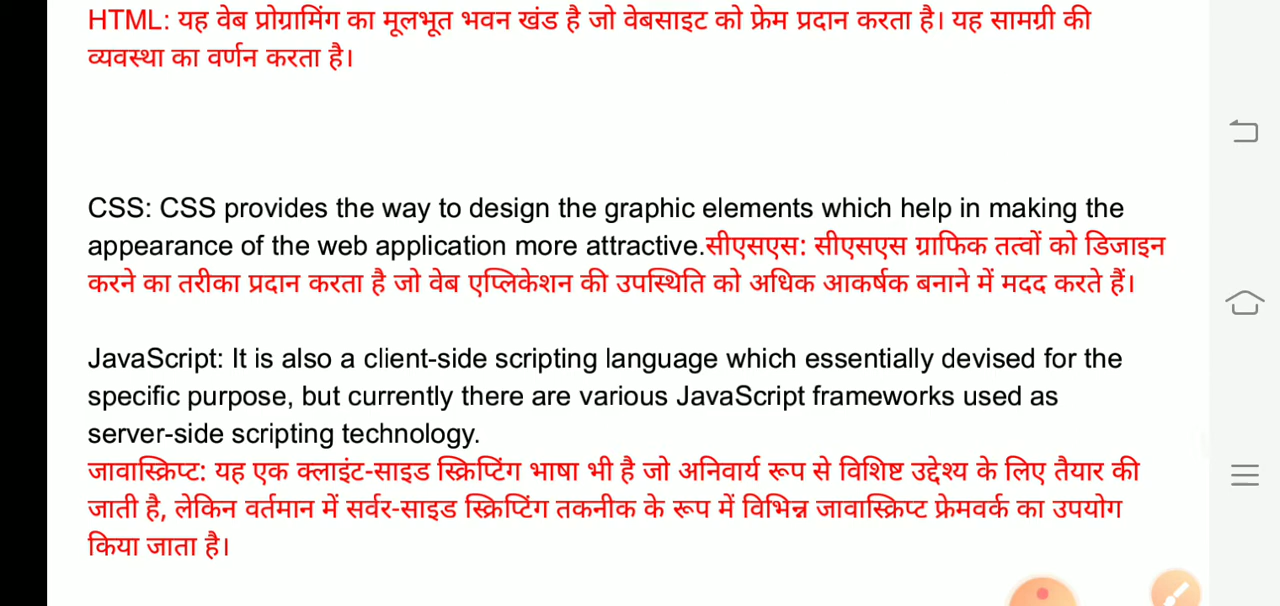 HTML: यह वेब प्रोग्रामिंग का मूलभूत भवन खंड है जो वेबसाइट को फ्रेम प्रदान करता है। यह सामग्री की
व्यवस्था का वर्णन करता है।
CSS: CSS provides the way to design the graphic elements which help in making the
appearance of the web application more attractive.सीएसएस: सीएसएस ग्राफिक तत्वों को डिजाइन
करने का तरीका प्रदान करता है जो वेब एप्लिकेशन की उपस्थिति को अधिक आकर्षक बनाने में मदद करते हैं।
JavaScript: It is also a client-side scripting language which essentially devised for the
specific purpose, but currently there are various JavaScript frameworks used as
server-side scripting technology.
जावास्क्रिप्ट: यह एक क्लाइंट-साइड स्क्रिप्टिंग भाषा भी है जो अनिवार्य रूप से विशिष्ट उद्देश्य के लिए तैयार की
जाती है, लेकिन वर्तमान में सर्वर-साइड स्क्रिप्टिंग तकनीक के रूप में विभिन्न जावास्क्रिप्ट फ्रेमवर्क का उपयोग
किया जाता है।